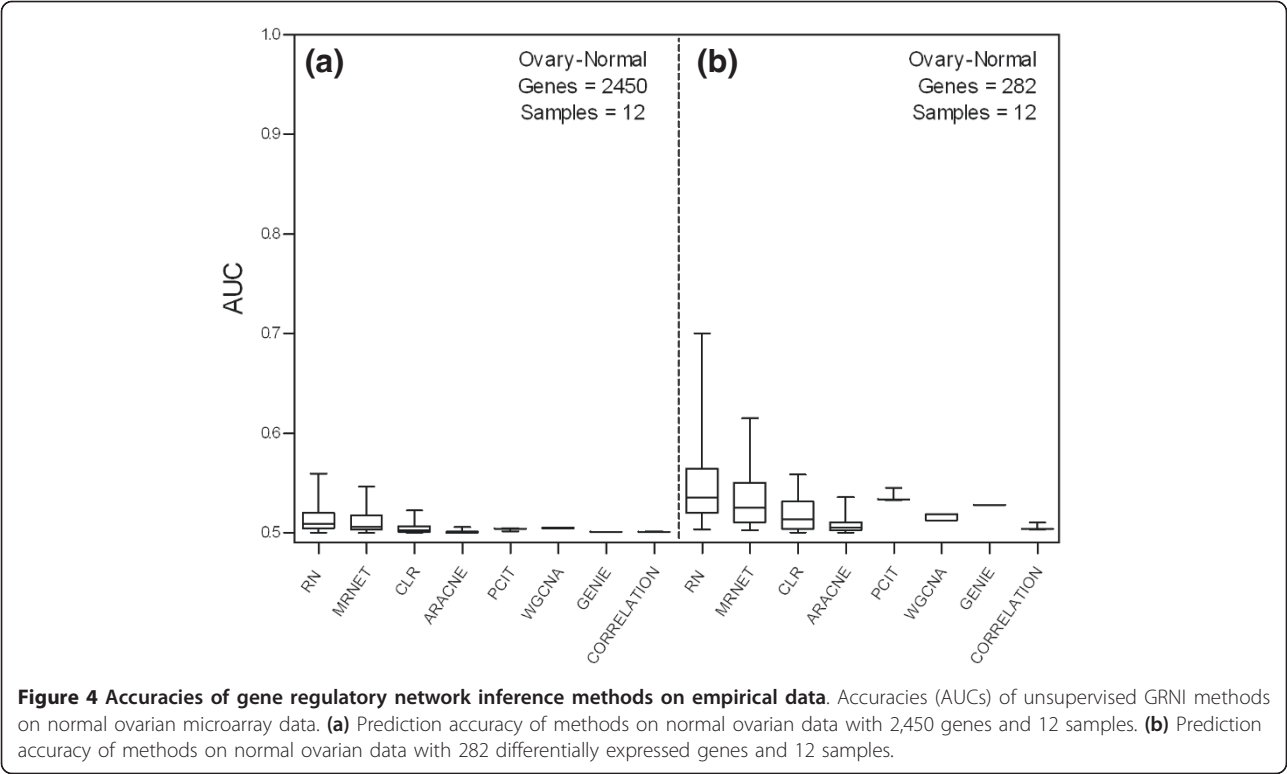 1.0
0.9
0.8
0.7
0.6
0.5
AUC
(a)
Ovary-Normal
Genes = 2450
Samples = 12
(b)
Ovary-Normal
Genes = 282
Samples = 12
RN
MRNET
CLR
ARACNE
PCIT
WGCNA
GENIE
CORRELATION
RN
MRNET
CLR
ARACNE
PCIT
WGCNA
GENIE
CORRELATION
Figure 4 Accuracies of gene regulatory network inference methods on empirical data. Accuracies (AUCs) of unsupervised GRNI methods
on normal ovarian microarray data. (a) Prediction accuracy of methods on normal ovarian data with 2,450 genes and 12 samples. (b) Prediction
accuracy of methods on normal ovarian data with 282 differentially expressed genes and 12 samples.